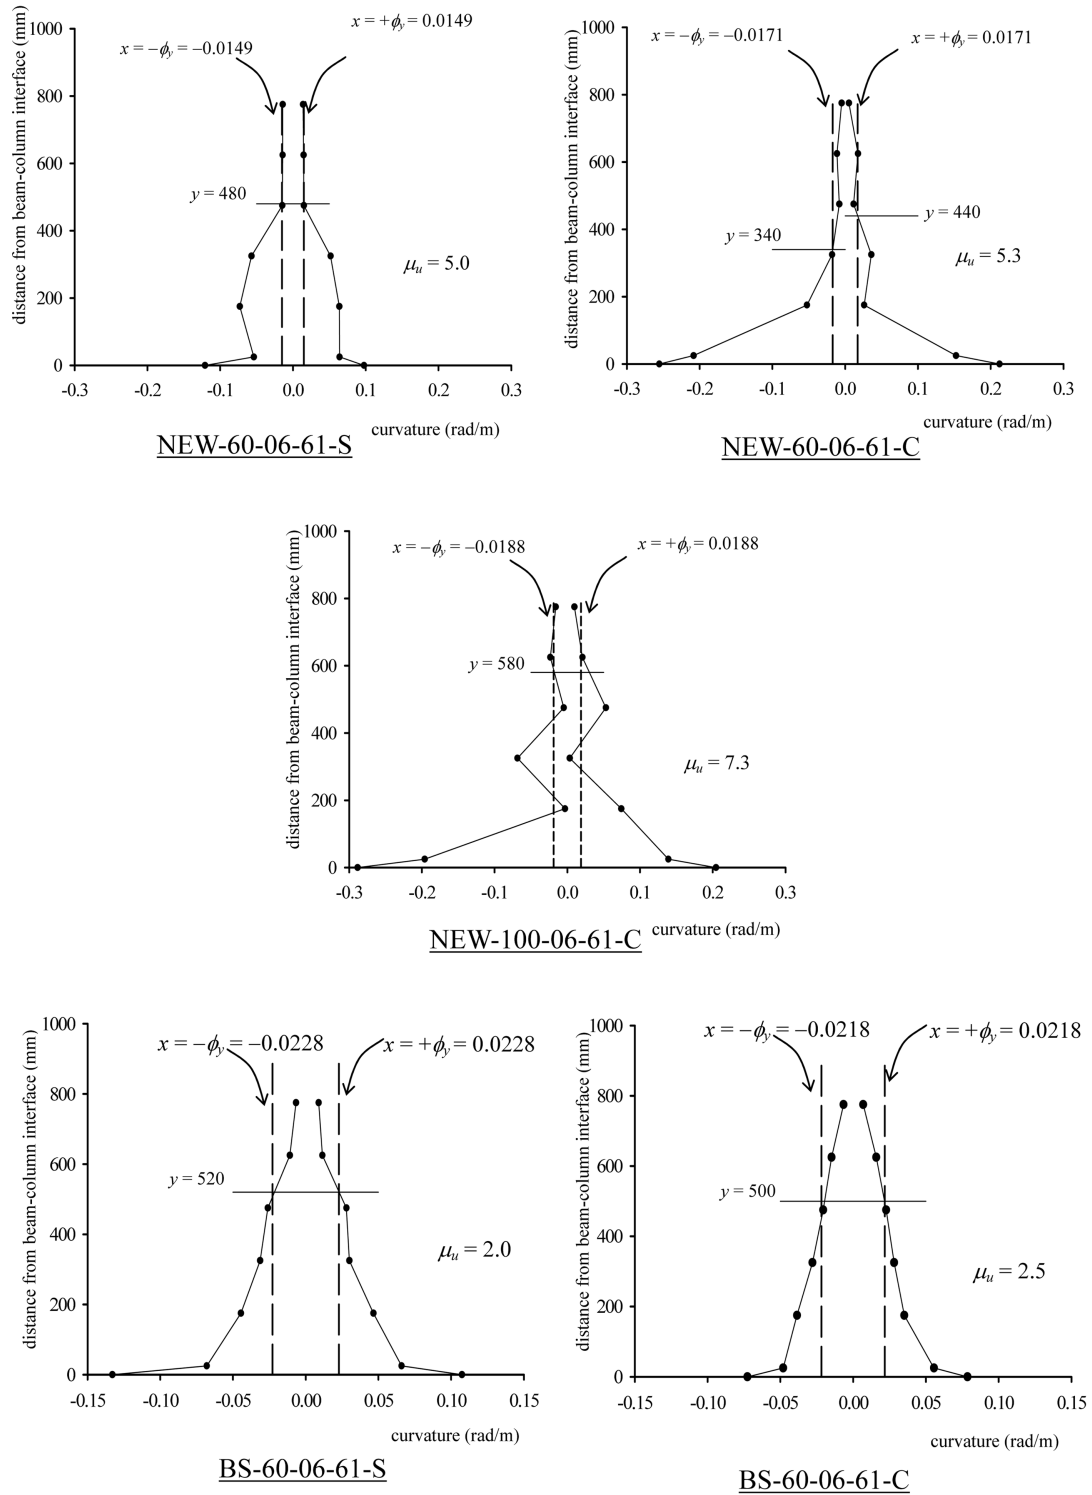 x = −ϕy = −0.0149
x = +ϕy = 0.0149
distance from beam-column interface (mm)
1000
800
600
400
200
0
y = 480
μu = 5.0
-0.3 -0.2 -0.1 0.0 0.1 0.2 0.3
curvature (rad/m)
NEW-60-06-61-S
x = −ϕy = −0.0171
x = +ϕy = 0.0171
distance from beam-column interface (mm)
1000
800
600
400
200
0
y = 440
y = 340
μu = 5.3
-0.3 -0.2 -0.1 0.0 0.1 0.2 0.3
curvature (rad/m)
NEW-60-06-61-C
x = −ϕy = −0.0188
x = +ϕy = 0.0188
distance from beam-column interface (mm)
1000
800
600
400
200
0
y = 580
μu = 7.3
-0.3 -0.2 -0.1 0.0 0.1 0.2 0.3
curvature (rad/m)
NEW-100-06-61-C
x = −ϕy = −0.0228
x = +ϕy = 0.0228
distance from beam-column interface (mm)
1000
800
600
400
200
0
y = 520
μu = 2.0
-0.15 -0.10 -0.05 0.00 0.05 0.10 0.15
curvature (rad/m)
BS-60-06-61-S
x = −ϕy = −0.0218
x = +ϕy = 0.0218
distance from beam-column interface (mm)
1000
800
600
400
200
0
y = 500
μu = 2.5
-0.15 -0.10 -0.05 0.00 0.05 0.10 0.15
curvature (rad/m)
BS-60-06-61-C